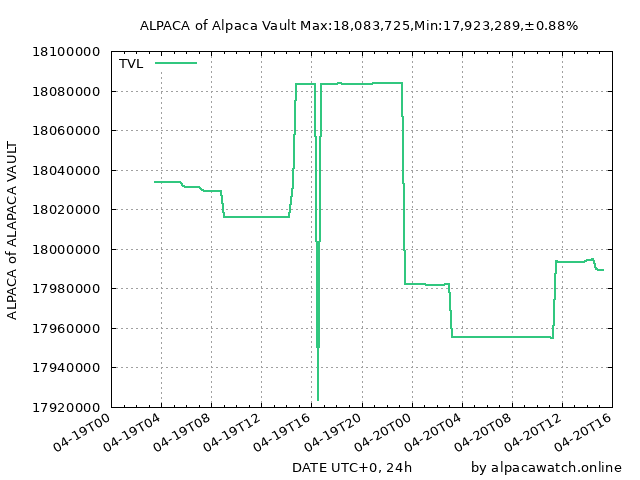 ALPACA of Alpaca Vault Max:18,083,725,Min:17,923,289,±0.88%
TVL
ALPACA of ALAPACA VAULT
18100000
18080000
18060000
18040000
18020000
18000000
17980000
17960000
17940000
17920000
04-19T00
04-19T04
04-19T08
04-19T12
04-19T16
04-19T20
04-20T00
04-20T04
04-20T08
04-20T12
04-20T16
DATE UTC+0, 24h
by alpacawatch.online